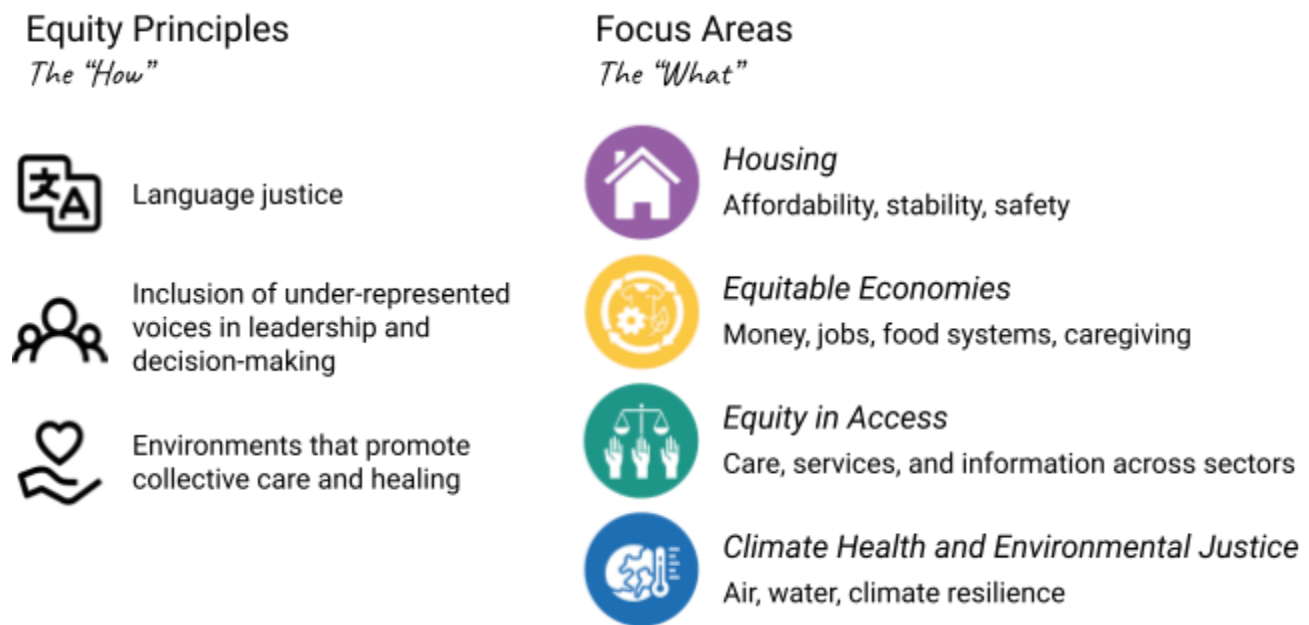 Equity Principles
The “How”
文A
Language justice
Inclusion of under-represented
voices in leadership and
decision-making
Environments that promote
collective care and healing
Focus Areas
The “What”
Housing
Affordability, stability, safety
Equitable Economies
Money, jobs, food systems, caregiving
Equity in Access
Care, services, and information across sectors
Climate Health and Environmental Justice
Air, water, climate resilience